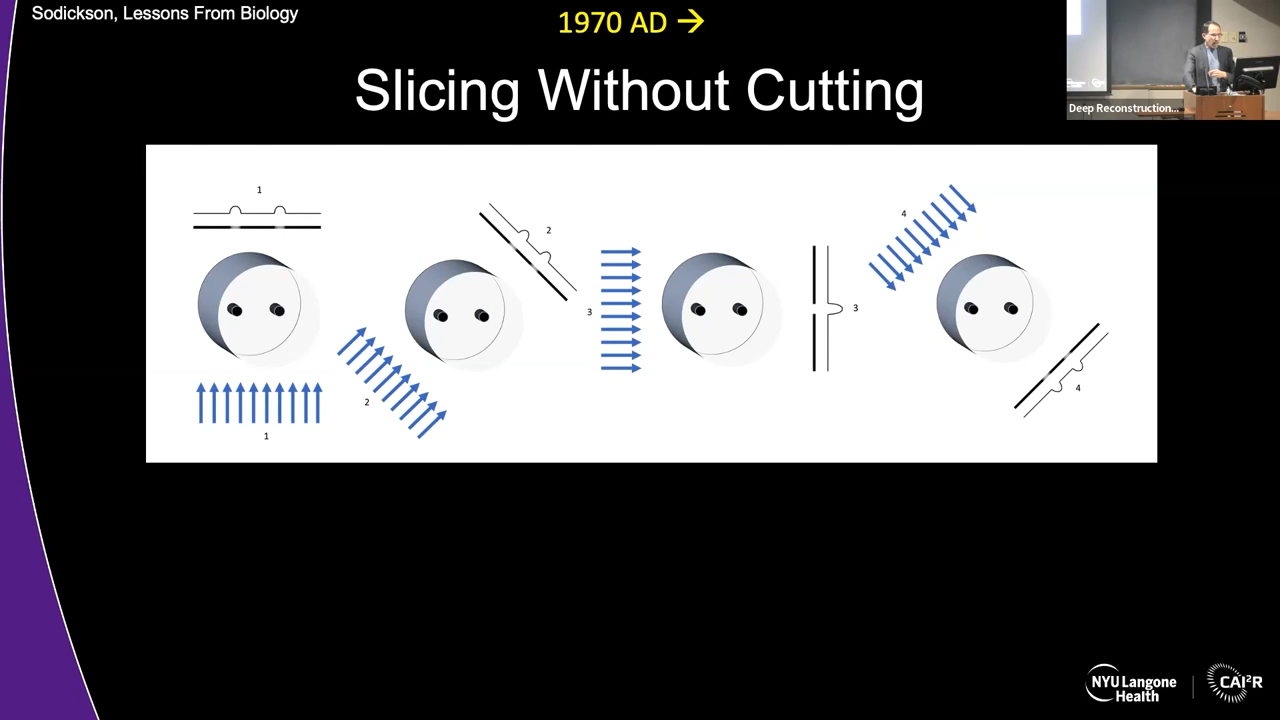 Sodickson, Lessons From Biology
1970 AD →
Slicing Without Cutting
Deep Reconstruction...
1
2
3
4
3
4
2
1
NYU Langone
Health
CAI²R